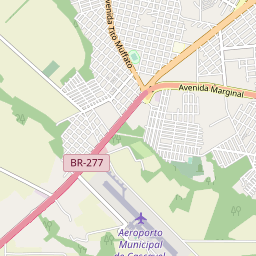 Avenida Tito Muffato
Avenida Marginal
BR-277
Aeroporto
Municipal
de Cascavel